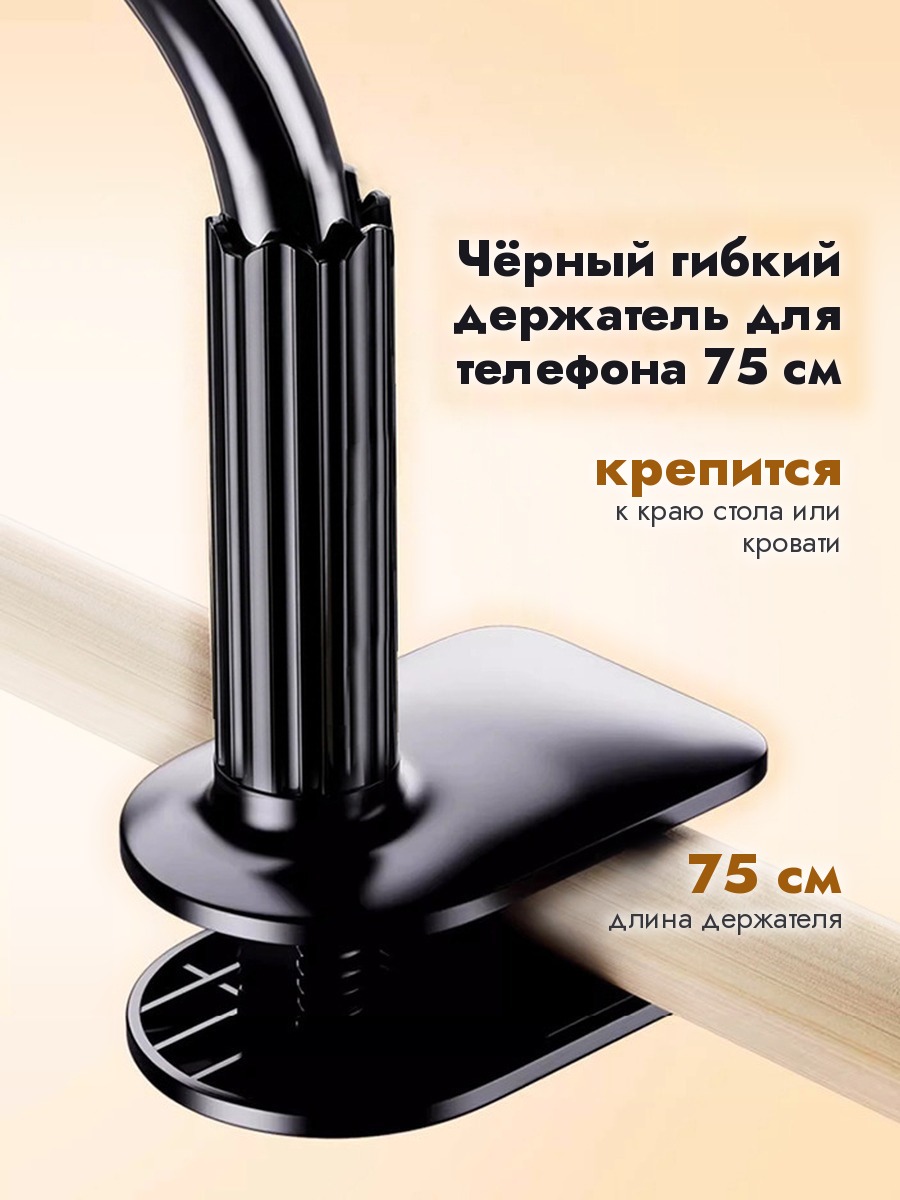 Чёрный гибкий
держатель для
телефона 75 см
крепится
к краю стола или
кровати
75 см
длина держателя